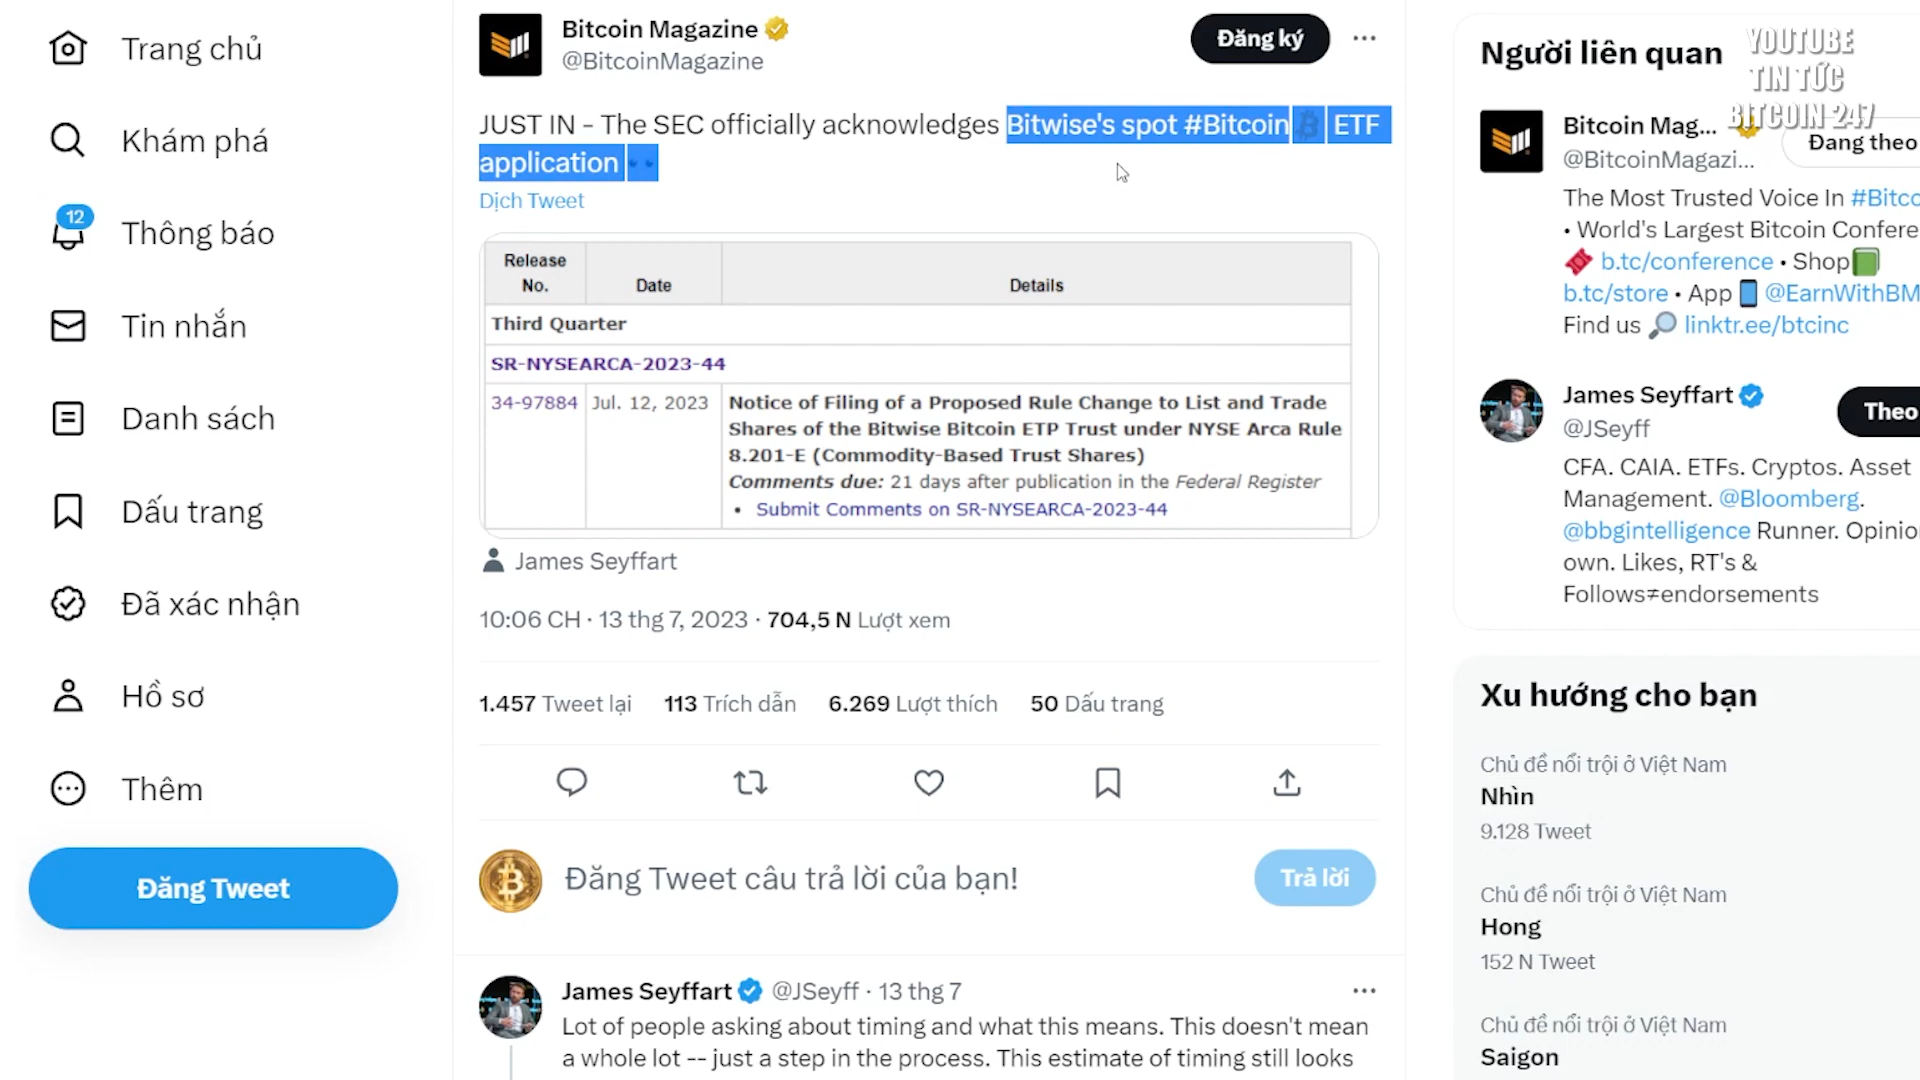 Trang chủ
Khám phá
12
Thông báo
Tin nhắn
Danh sách
Dấu trang
Đã xác nhận
Hồ sơ
Thêm
Đăng Tweet
Bitcoin Magazine
@BitcoinMagazine
Đăng ký
JUST IN - The SEC officially acknowledges Bitwise's spot #Bitcoin ETF
application
Dịch Tweet
Release
No.
Date
Details
Third Quarter
SR-NYSEARCA-2023-44
34-97884
Jul. 12, 2023
Notice of Filing of a Proposed Rule Change to List and Trade
Shares of the Bitwise Bitcoin ETP Trust under NYSE Arca Rule
8.201-E (Commodity-Based Trust Shares)
Comments due: 21 days after publication in the Federal Register
• Submit Comments on SR-NYSEARCA-2023-44
James Seyffart
10:06 CH · 13 thg 7, 2023 · 704,5 N Lượt xem
1.457 Tweet lại 113 Trích dẫn 6.269 Lượt thích 50 Dấu trang
Đăng Tweet câu trả lời của bạn!
Trả lời
James Seyffart @JSeyff · 13 thg 7
Lot of people asking about timing and what this means. This doesn't mean
a whole lot -- just a step in the process. This estimate of timing still looks
Người liên quan
YOUTUBE
TIN TỨC
BITCOIN 247
Bitcoin Mag...
@BitcoinMagazi...
Đang theo
The Most Trusted Voice In #Bitco
• World's Largest Bitcoin Confere
b.tc/conference • Shop
b.tc/store • App @EarnWithBM
Find us linktr.ee/btcinc
James Seyffart
@JSeyff
Theo
CFA. CAIA. ETFs. Cryptos. Asset
Management. @Bloomberg.
@bbgintelligence Runner. Opinio
own. Likes, RT's &
Follows≠endorsements
Xu hướng cho bạn
Chủ đề nổi trội ở Việt Nam
Nhìn
9.128 Tweet
Chủ đề nổi trội ở Việt Nam
Hong
152 N Tweet
Chủ đề nổi trội ở Việt Nam
Saigon